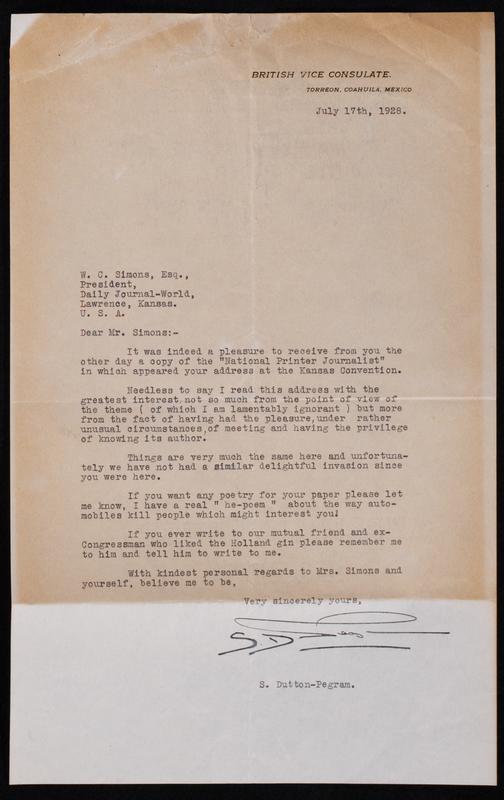 BRITISH VICE CONSULATE.
TORREON, COAHUILA, MEXICO
July 17th, 1928.
W. C. Simons, Esq.,
President,
Daily Journal-World,
Lawrence, Kansas.
U. S. A.
Dear Mr. Simons:-
It was indeed a pleasure to receive from you the
other day a copy of the "National Printer Journalist"
in which appeared your address at the Kansas Convention.
Needless to say I read this address with the
greatest interest, not so much from the point of view of
the theme ( of which I am lamentably ignorant ) but more
from the fact of having had the pleasure, under rather
unusual circumstances, of meeting and having the privilege
of knowing its author.
Things are very much the same here and unfortuna-
tely we have not had a similar delightful invasion since
you were here.
If you want any poetry for your paper please let
me know, I have a real " he-poem " about the way auto-
mobiles kill people which might interest you!
If you ever write to our mutual friend and ex-
Congressman who liked the Holland gin please remember me
to him and tell him to write to me.
With kindest personal regards to Mrs. Simons and
yourself, believe me to be,
Very sincerely yours,
S. Dutton-Pegram.